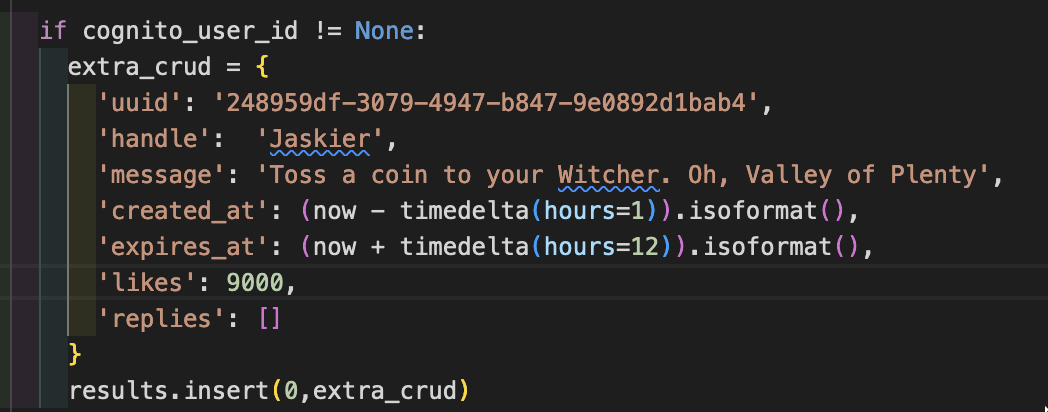 if cognito_user_id != None:
  extra_crud = {
    'uuid': '248959df-3079-4947-b847-9e0892d1bab4',
    'handle':  'Jaskier',
    'message': 'Toss a coin to your Witcher. Oh, Valley of Plenty',
    'created_at': (now - timedelta(hours=1)).isoformat(),
    'expires_at': (now + timedelta(hours=12)).isoformat(),
    'likes': 9000,
    'replies': []
  }
  results.insert(0,extra_crud)